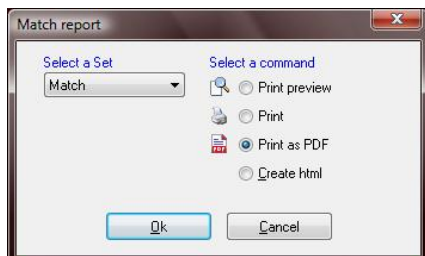 Match report
Select a Set
Match
Select a command
Print preview
Print
Print as PDF
Create html
Ok
Cancel